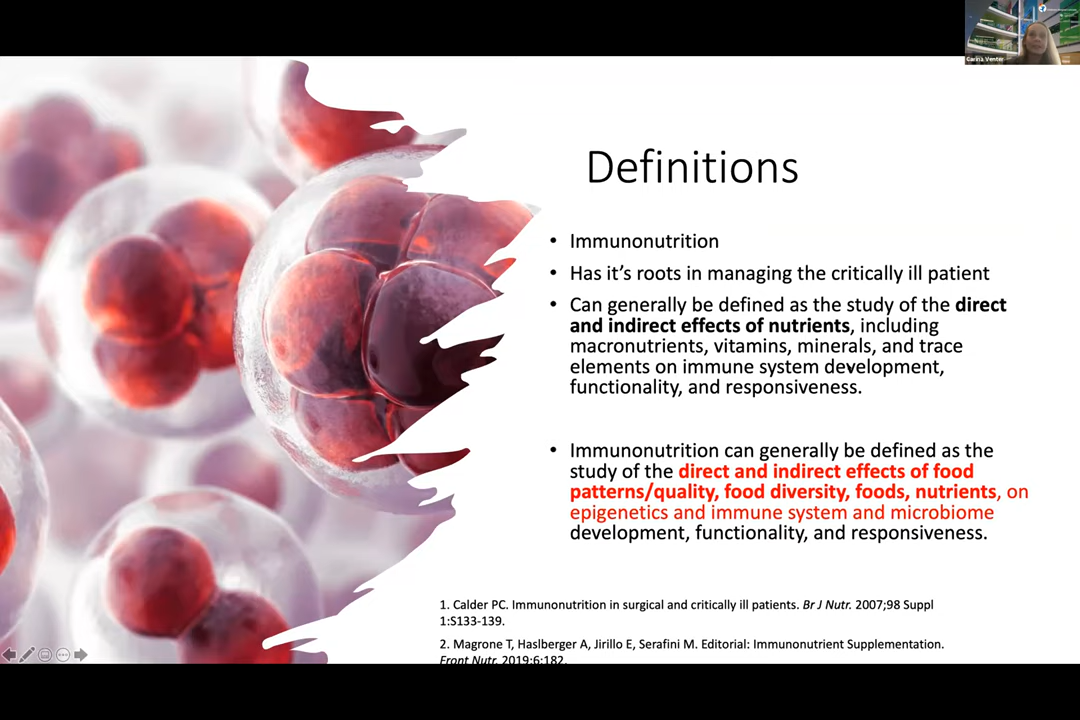 Carina Venter
Definitions
• Immunonutrition
• Has it's roots in managing the critically ill patient
• Can generally be defined as the study of the direct
and indirect effects of nutrients, including
macronutrients, vitamins, minerals, and trace
elements on immune system development,
functionality, and responsiveness.
• Immunonutrition can generally be defined as the
study of the direct and indirect effects of food
patterns/quality, food diversity, foods, nutrients, on
epigenetics and immune system and microbiome
development, functionality, and responsiveness.
1. Calder PC. Immunonutrition in surgical and critically ill patients. Br J Nutr. 2007;98 Suppl
1:S133-139.
2. Magrone T, Haslberger A, Jirillo E, Serafini M. Editorial: Immunonutrient Supplementation.
Front Nutr. 2019;6:182.